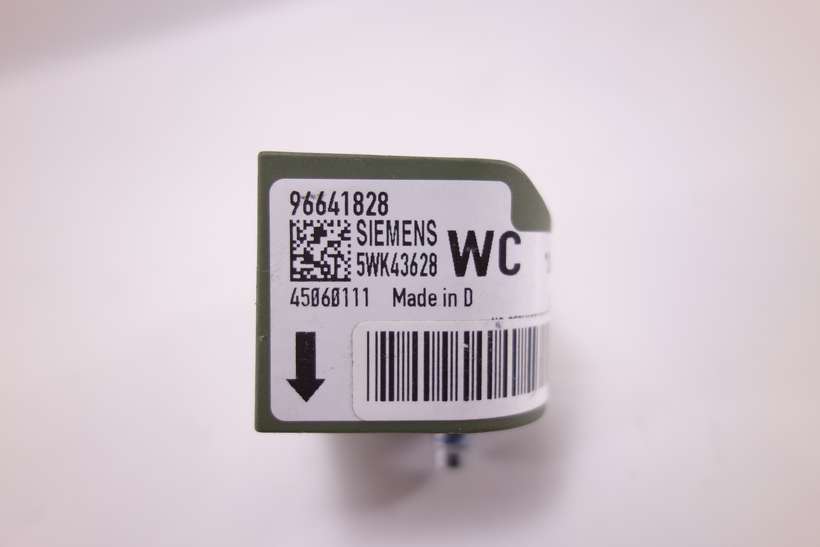 96641828
SIEMENS
5WK43628
WC
45060111 Made in D